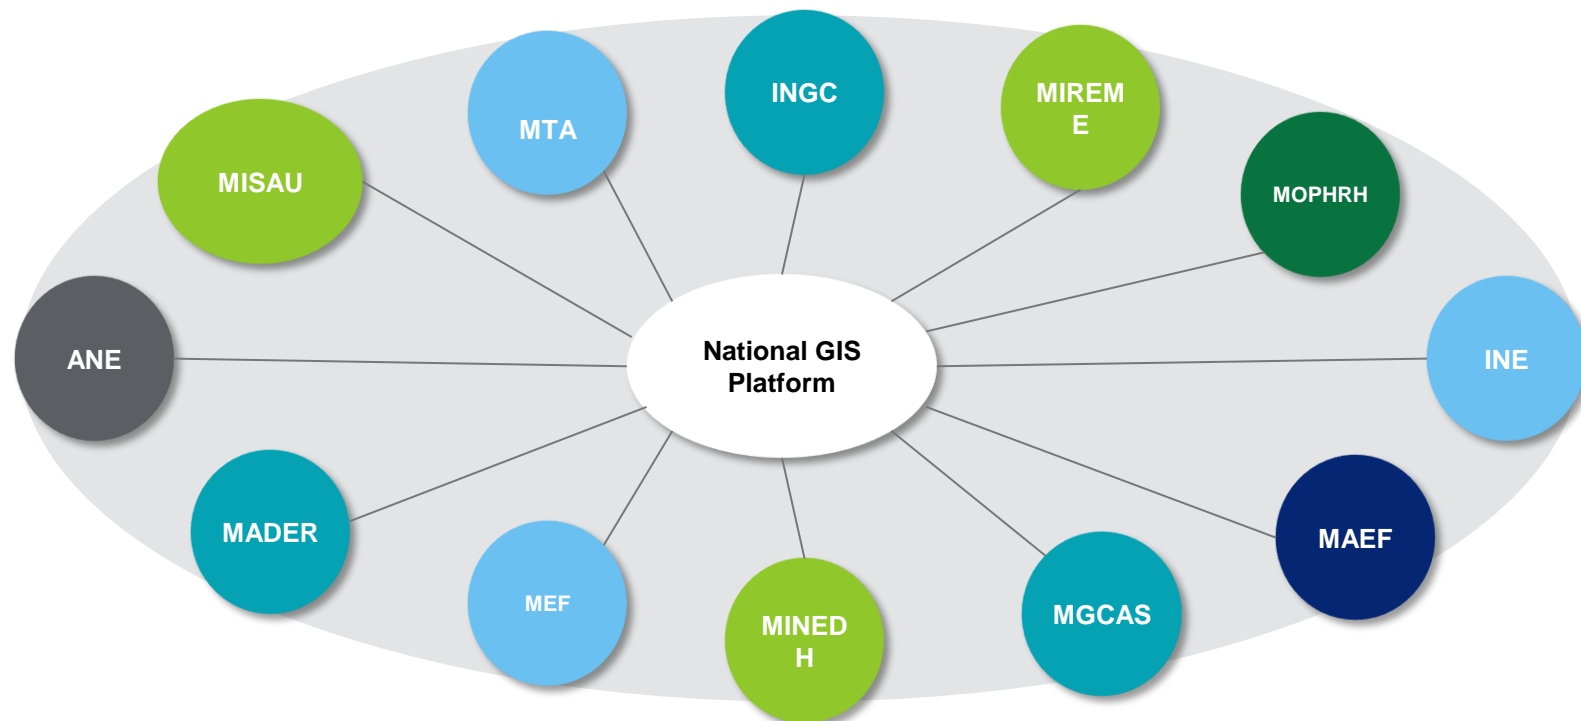 INGC
MIREM
E
MTA
MISAU
MOPHRH
National GIS
Platform
ANE
INE
MADER
MAEF
MEF
MGCAS
MINED
H